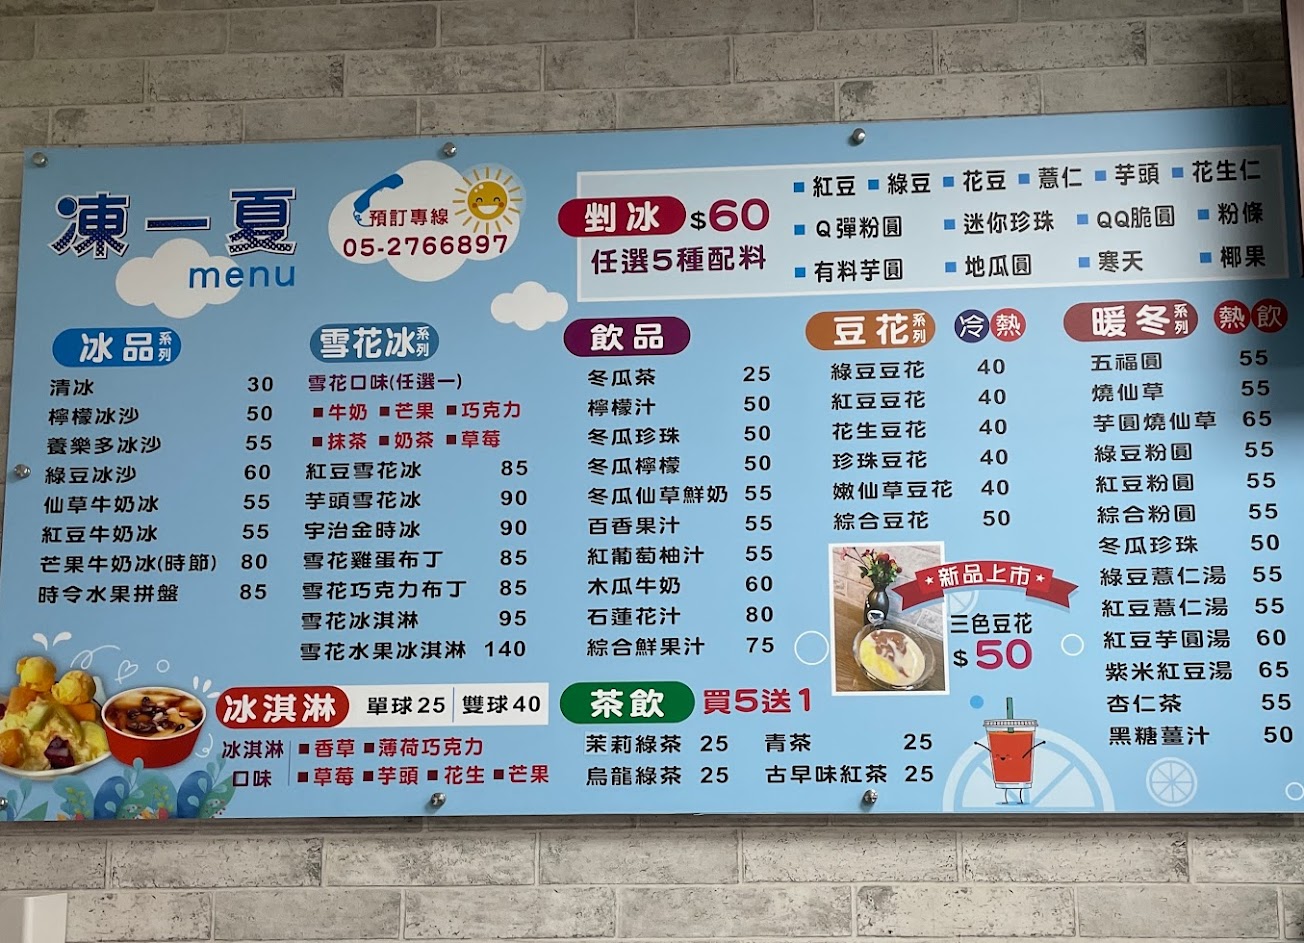 凍一夏
menu
預訂專線
05-2766897
剉冰 $60
任選5種配料
紅豆 綠豆 花豆 薏仁 芋頭 花生仁
Q彈粉圓 迷你珍珠 QQ脆圓 粉條
有料芋圓 地瓜圓 寒天 椰果
冰品系列
清冰 30
檸檬冰沙 50
養樂多冰沙 55
綠豆冰沙 60
仙草牛奶冰 55
紅豆牛奶冰 55
芒果牛奶冰(時節) 80
時令水果拼盤 85
雪花冰系列
雪花口味(任選一)
牛奶 芒果 巧克力
抹茶 奶茶 草莓
紅豆雪花冰 85
芋頭雪花冰 90
宇治金時冰 90
雪花雞蛋布丁 85
雪花巧克力布丁 85
雪花冰淇淋 95
雪花水果冰淇淋 140
冰淇淋 單球25 雙球40
冰淇淋口味
香草 薄荷巧克力
草莓 芋頭 花生 芒果
飲品
冬瓜茶 25
檸檬汁 50
冬瓜珍珠 50
冬瓜檸檬 50
冬瓜仙草鮮奶 55
百香果汁 55
紅葡萄柚汁 55
木瓜牛奶 60
石蓮花汁 80
綜合鮮果汁 75
茶飲 買5送1
茉莉綠茶 25 青茶 25
烏龍綠茶 25 古早味紅茶 25
豆花系列 冷 熱
綠豆豆花 40
紅豆豆花 40
花生豆花 40
珍珠豆花 40
嫩仙草豆花 40
綜合豆花 50
新品上市
三色豆花
$50
暖冬系列 熱飲
五福圓 55
燒仙草 55
芋圓燒仙草 65
綠豆粉圓 55
紅豆粉圓 55
綜合粉圓 55
冬瓜珍珠 50
綠豆薏仁湯 55
紅豆薏仁湯 55
紅豆芋圓湯 60
紫米紅豆湯 65
杏仁茶 55
黑糖薑汁 50